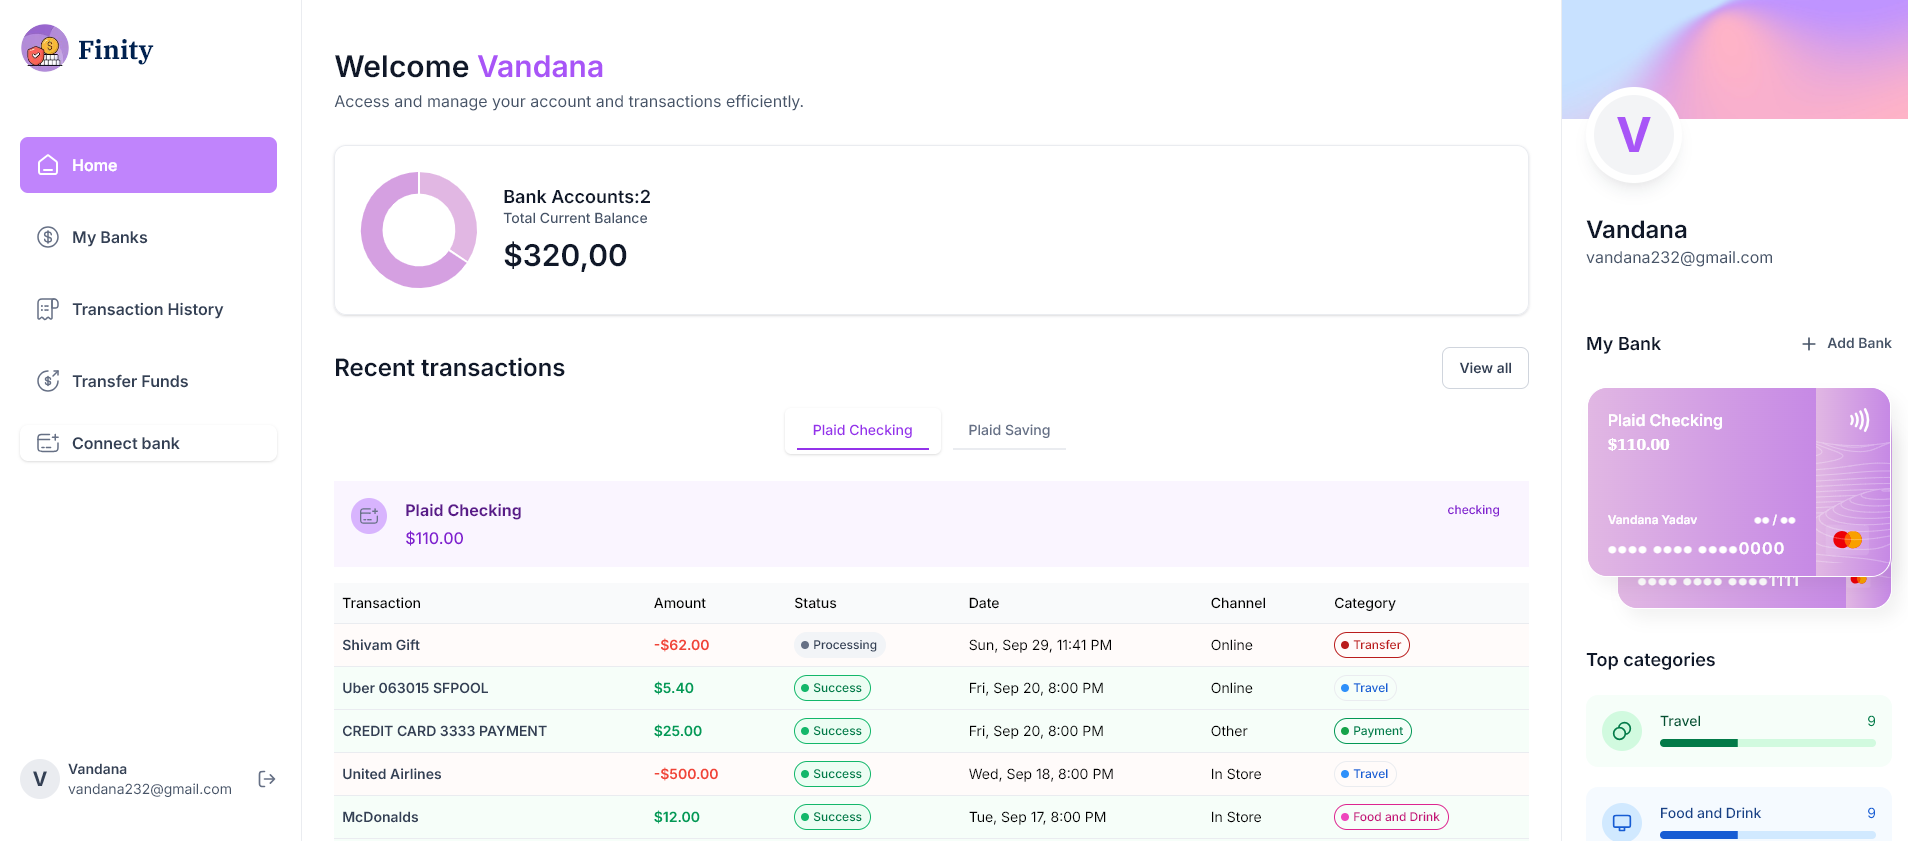 Finity
Home
My Banks
Transaction History
Transfer Funds
Connect bank
V
Vandana
vandana232@gmail.com
Welcome Vandana
Access and manage your account and transactions efficiently.
Bank Accounts:2
Total Current Balance
$320,00
Recent transactions
View all
Plaid Checking
Plaid Saving
Plaid Checking
$110.00
checking
Transaction Amount Status Date Channel Category
Shivam Gift -$62.00 Processing Sun, Sep 29, 11:41 PM Online Transfer
Uber 063015 SFPOOL $5.40 Success Fri, Sep 20, 8:00 PM Online Travel
CREDIT CARD 3333 PAYMENT $25.00 Success Fri, Sep 20, 8:00 PM Other Payment
United Airlines -$500.00 Success Wed, Sep 18, 8:00 PM In Store Travel
McDonalds $12.00 Success Tue, Sep 17, 8:00 PM In Store Food and Drink
V
Vandana
vandana232@gmail.com
My Bank
+ Add Bank
Plaid Checking
$110.00
Vandana Yadav ●● / ●●
●●●● ●●●● ●●●●0000
●●●● ●●●● ●●●●1111
Top categories
Travel 9
Food and Drink 9